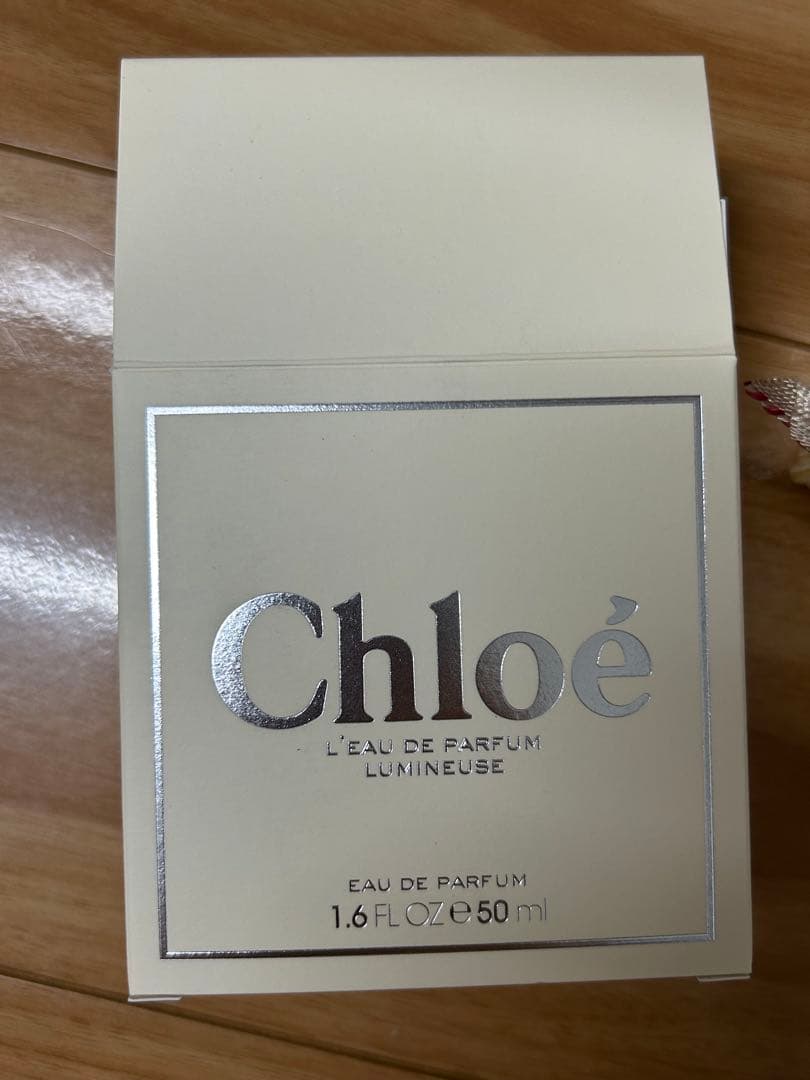 Chloé
L'EAU DE PARFUM
LUMINEUSE
EAU DE PARFUM
1.6 FL OZ ℮ 50 ml